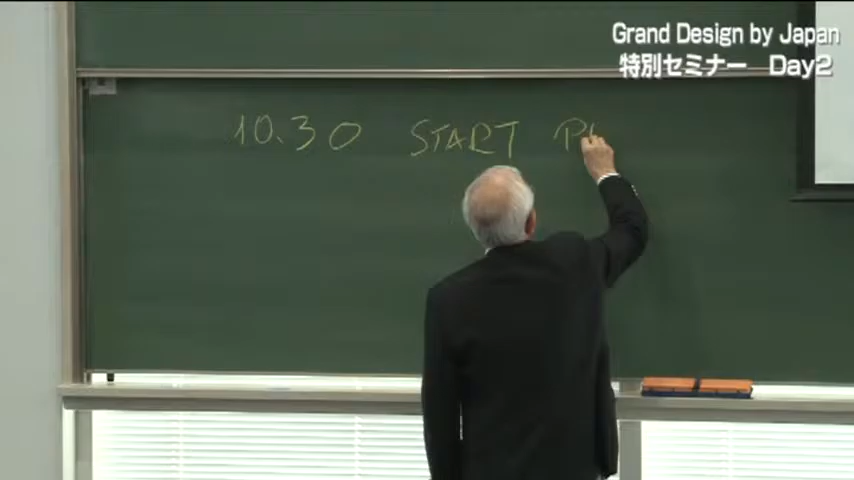 Grand Design by Japan
特別セミナー Day2
10.30 START